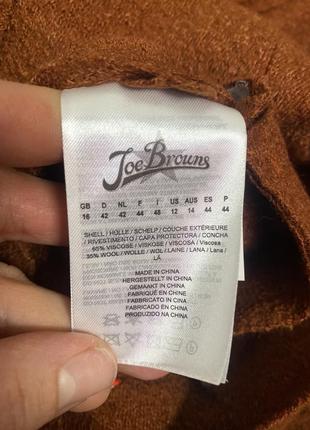 Joe Browns
GB D NL F I US AUS ES P
16 42 42 44 48 12 14 44 44
SHELL / HOLLE / SCHELP / COUCHE EXTÉRIEURE
/ RIVESTIMENTO / CAPA PROTECTORA / CONCHA
65% VISCOSE / VISKOSE / VISCOSA / Viscosa
35% WOOL / WOLLE / WOL / LAINE / LANA / Lana /
LÃ
MADE IN CHINA
HERGESTELLT IN CHINA
GEMAAKT IN CHINA
FABRIQUÉ EN CHINE
FABBRICATO IN CINA
FABRICADO EN CHINA
FABRICADO NA CHINA